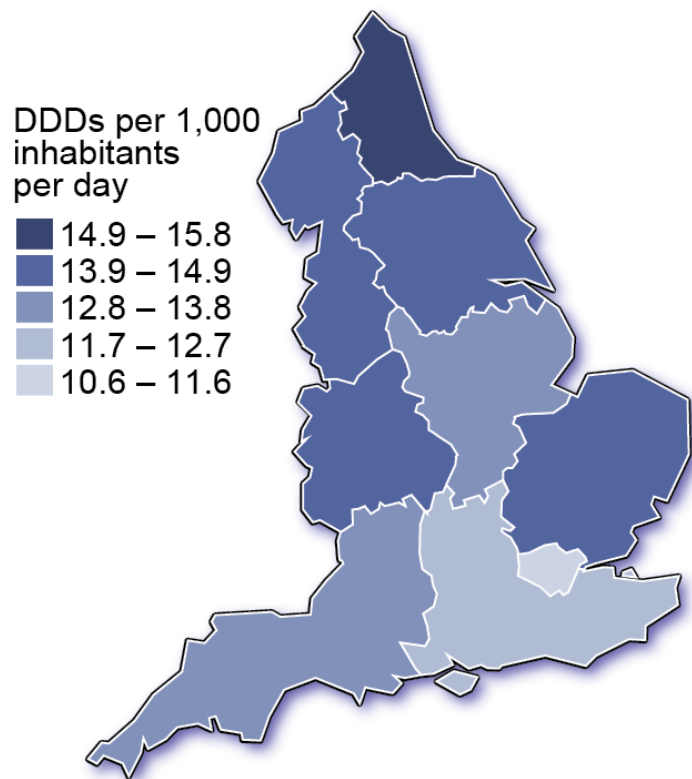 DDDs per 1,000
inhabitants
per day
14.9 – 15.8
13.9 – 14.9
12.8 – 13.8
11.7 – 12.7
10.6 – 11.6